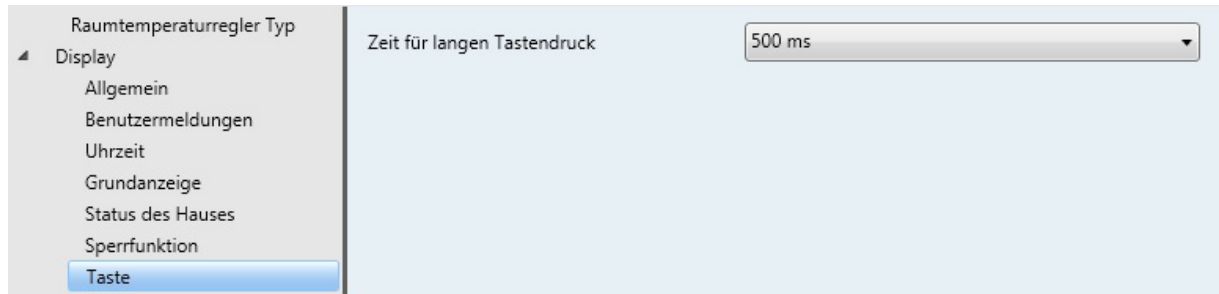 Raumtemperaturregler Typ
Display
Allgemein
Benutzermeldungen
Uhrzeit
Grundanzeige
Status des Hauses
Sperrfunktion
Taste
Zeit für langen Tastendruck
500 ms